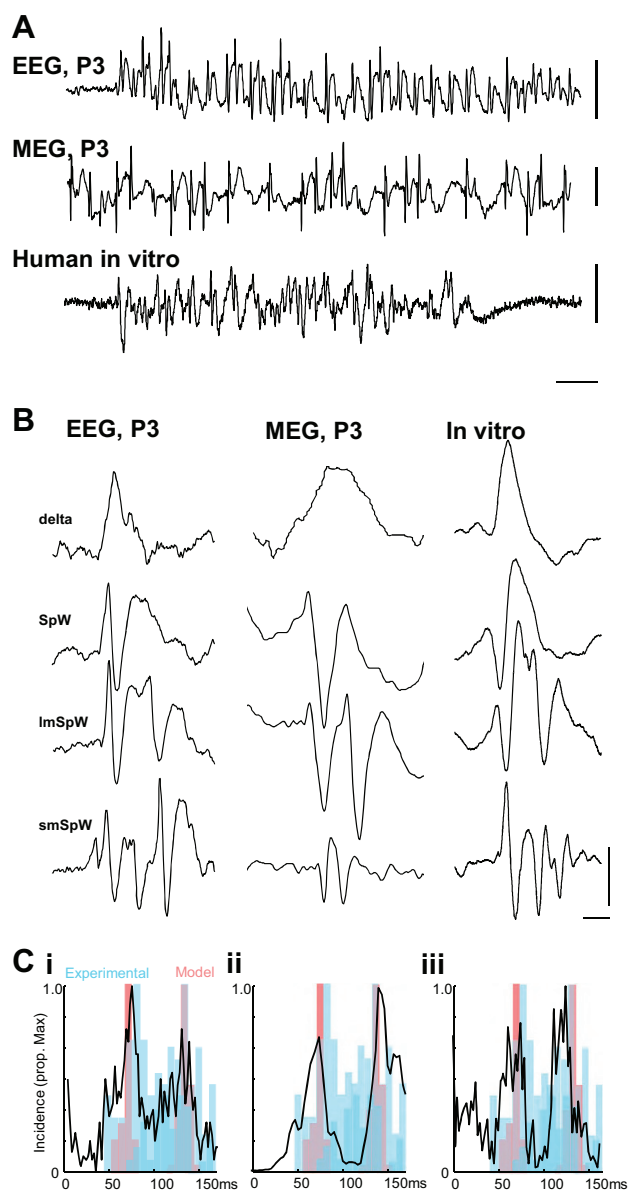 A
EEG, P3
MEG, P3
Human in vitro
B
EEG, P3 MEG, P3 In vitro
delta
SpW
lmSpW
smSpW
C i ii iii
Experimental Model
Incidence (prop. Max)
1.0 1.0 1.0
0
0 50 100 150ms 0 50 100 150ms 0 50 100 150ms